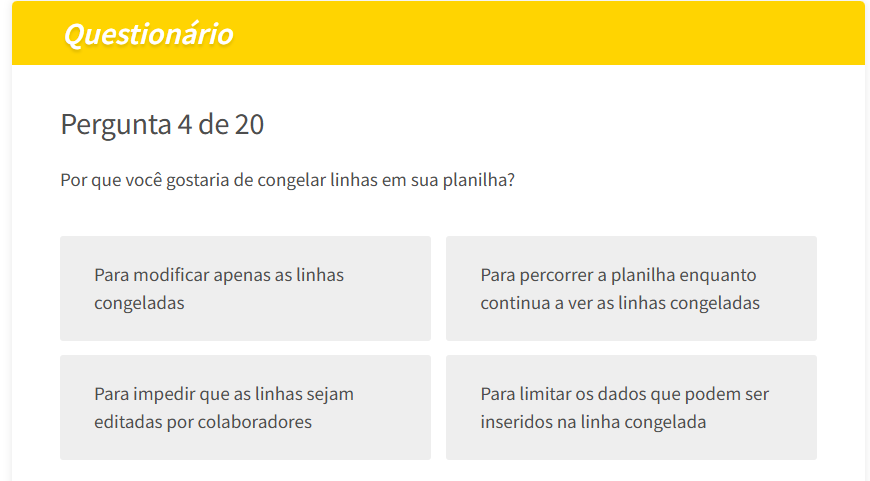 Questionário
Pergunta 4 de 20
Por que você gostaria de congelar linhas em sua planilha?
Para modificar apenas as linhas
congeladas
Para percorrer a planilha enquanto
continua a ver as linhas congeladas
Para impedir que as linhas sejam
editadas por colaboradores
Para limitar os dados que podem ser
inseridos na linha congelada